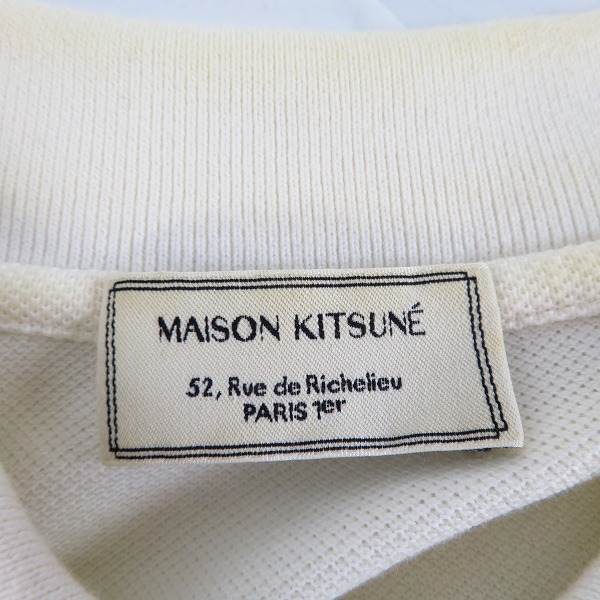 MAISON KITSUNÉ
52, Rue de Richelieu
PARIS 1er